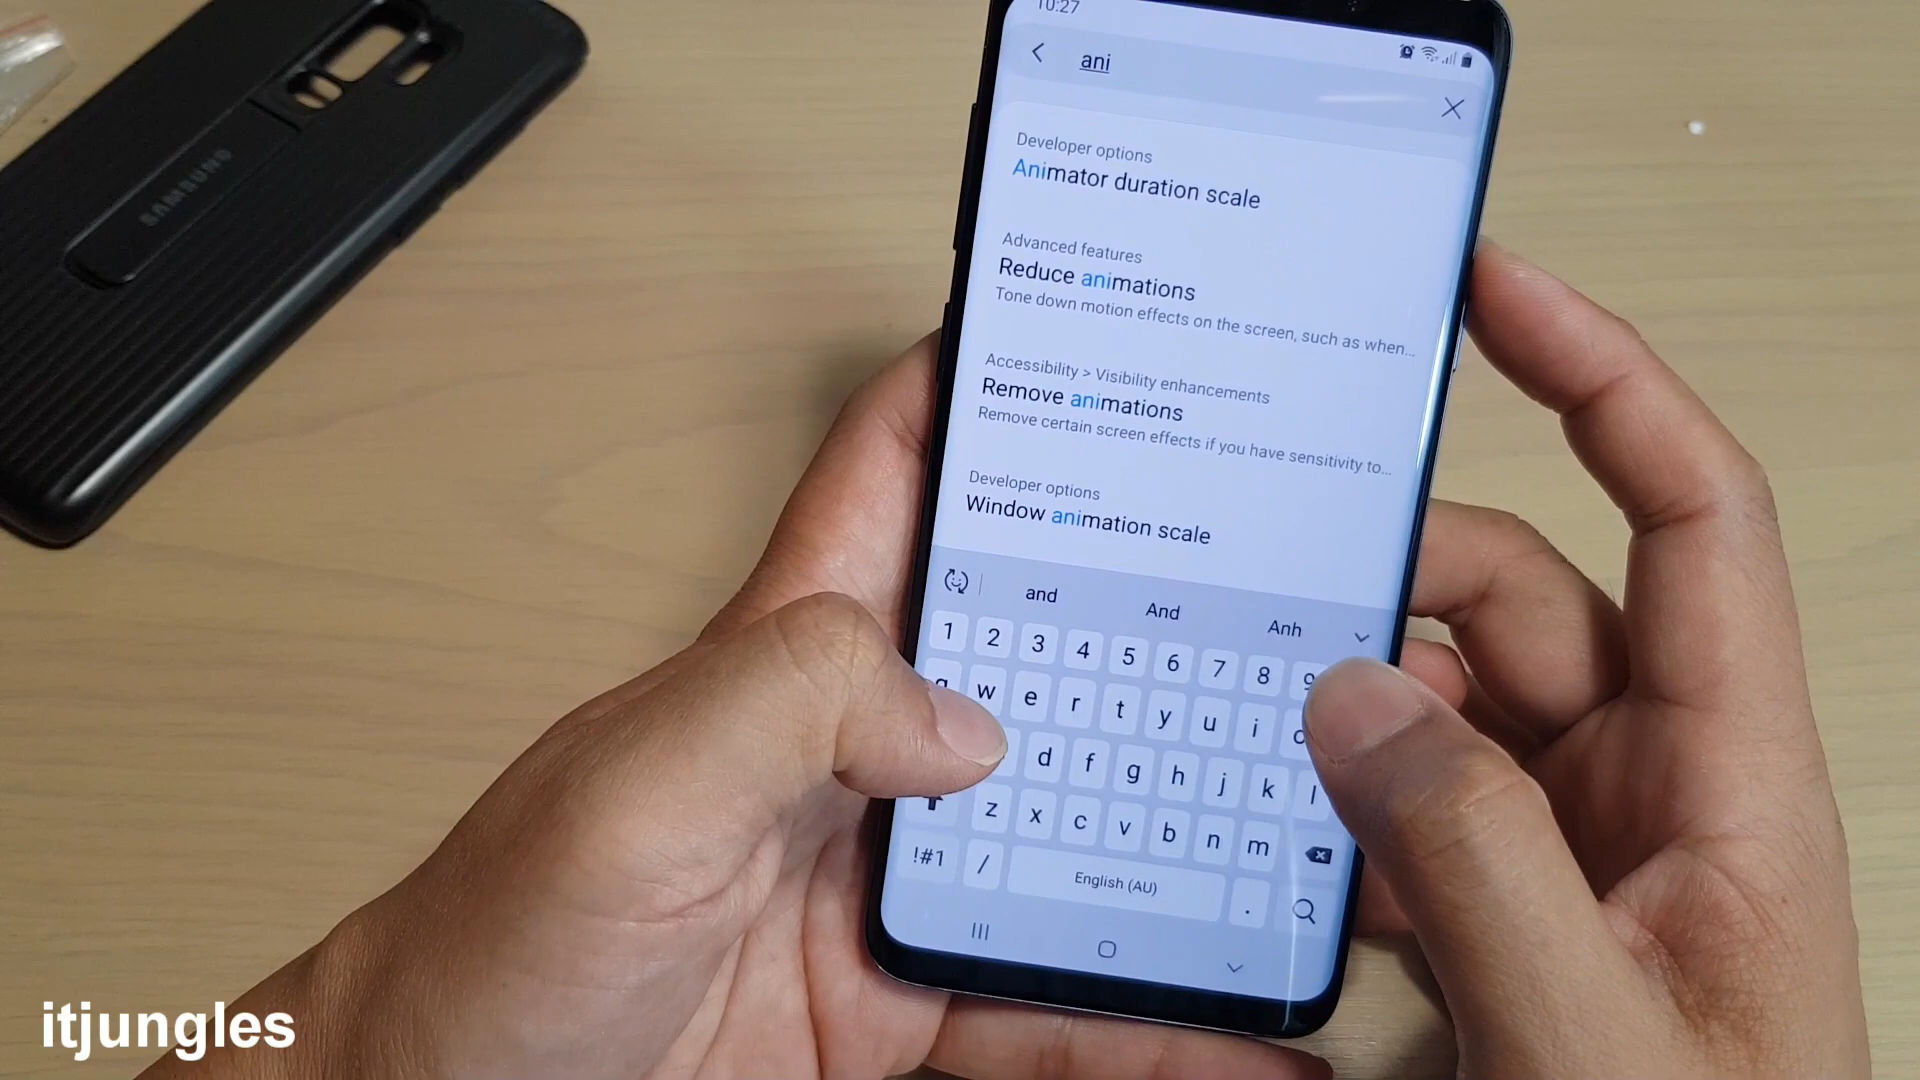 10:27
ani
Developer options
Animator duration scale
Advanced features
Reduce animations
Tone down motion effects on the screen, such as when...
Accessibility > Visibility enhancements
Remove animations
Remove certain screen effects if you have sensitivity to...
Developer options
Window animation scale
and And Anh
1 2 3 4 5 6 7 8 9
q w e r t y u i o
d f g h j k l
z x c v b n m
!#1 / English (AU) .
SAMSUNG
itjungles